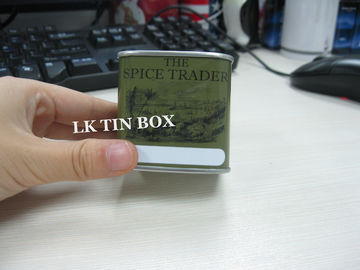 THE
SPICE TRADER
LK TIN BOX